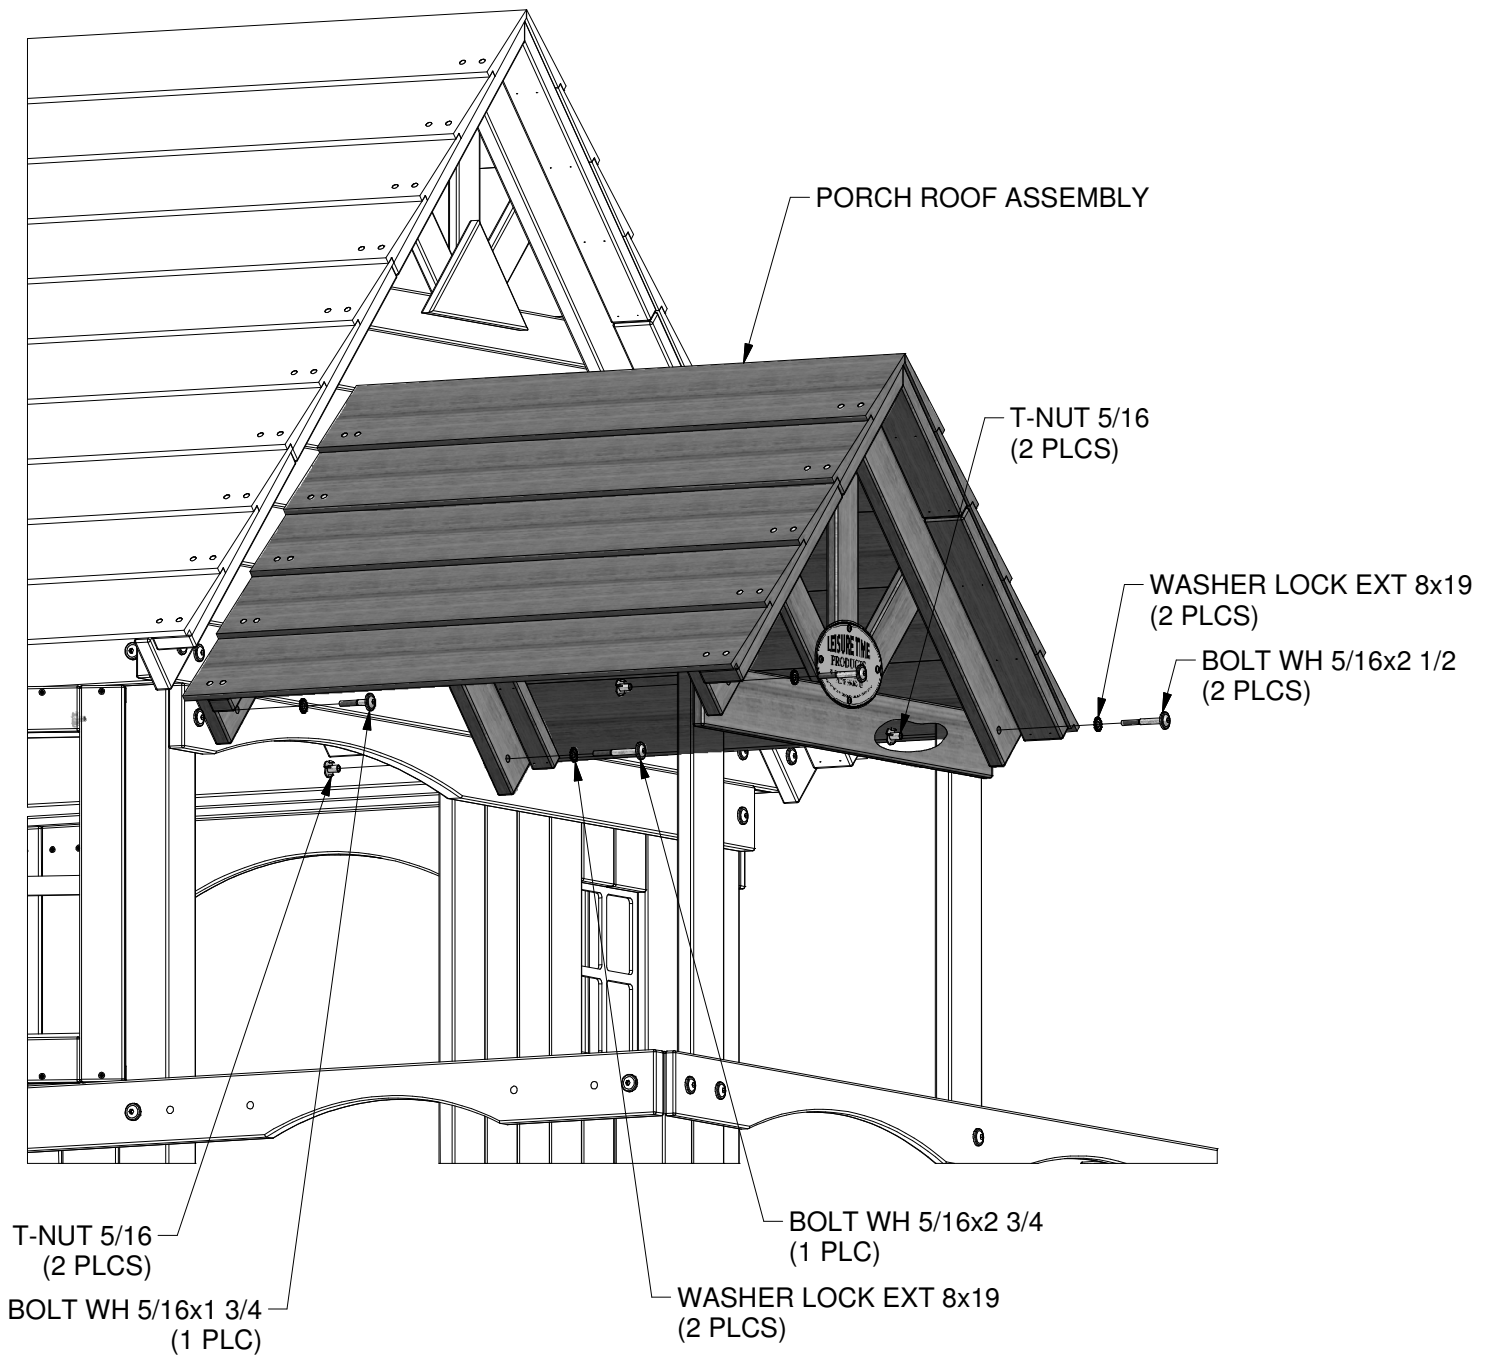 PORCH ROOF ASSEMBLY
T-NUT 5/16
(2 PLCS)
WASHER LOCK EXT 8x19
(2 PLCS)
BOLT WH 5/16x2 1/2
(2 PLCS)
LEISURE TIME
PRODUCTS
T-NUT 5/16
(2 PLCS)
BOLT WH 5/16x1 3/4
(1 PLC)
BOLT WH 5/16x2 3/4
(1 PLC)
WASHER LOCK EXT 8x19
(2 PLCS)